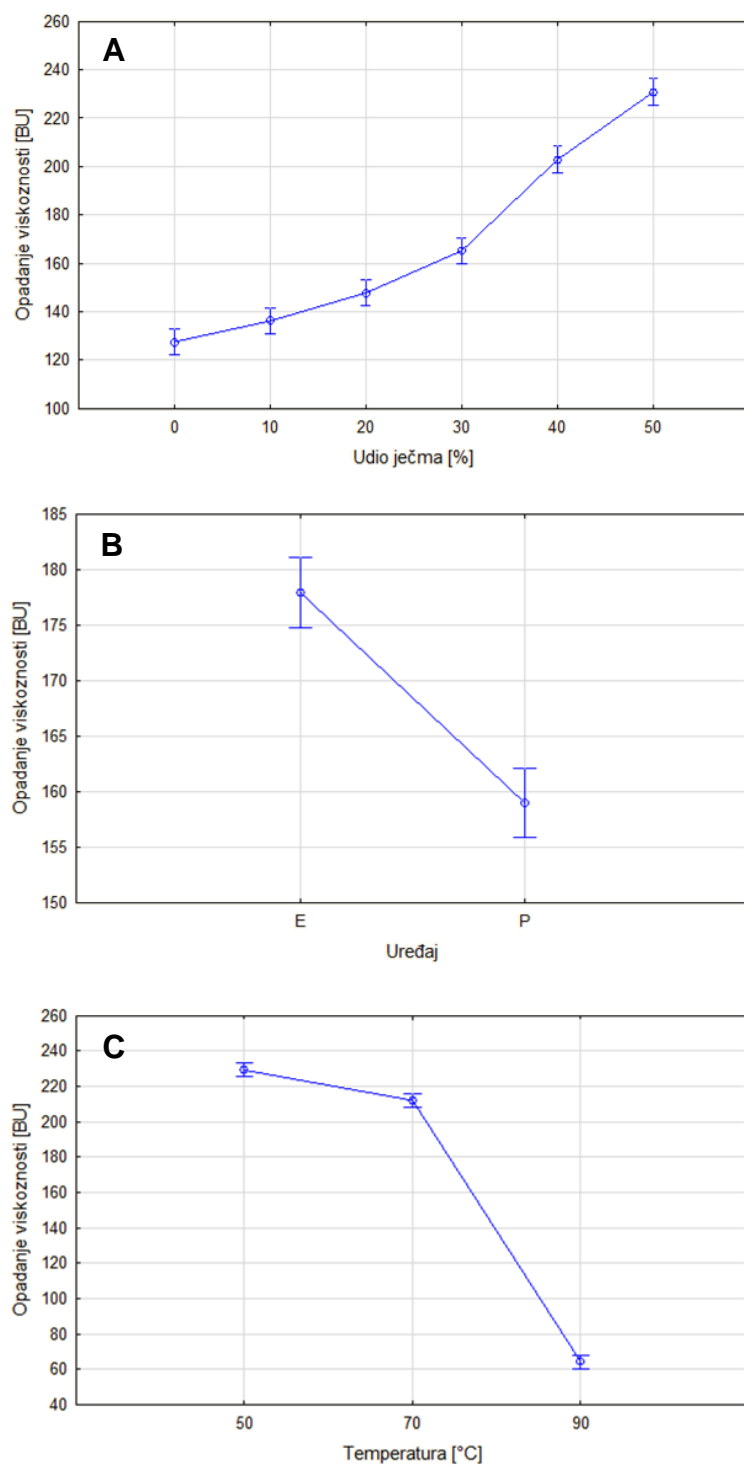 A
Opadanje viskoznosti [BU]
260
240
220
200
180
160
140
120
100
0 10 20 30 40 50
Udio ječma [%]
B
Opadanje viskoznosti [BU]
185
180
175
170
165
160
155
150
E P
Uređaj
C
Opadanje viskoznosti [BU]
260
240
220
200
180
160
140
120
100
80
60
40
50 70 90
Temperatura [°C]